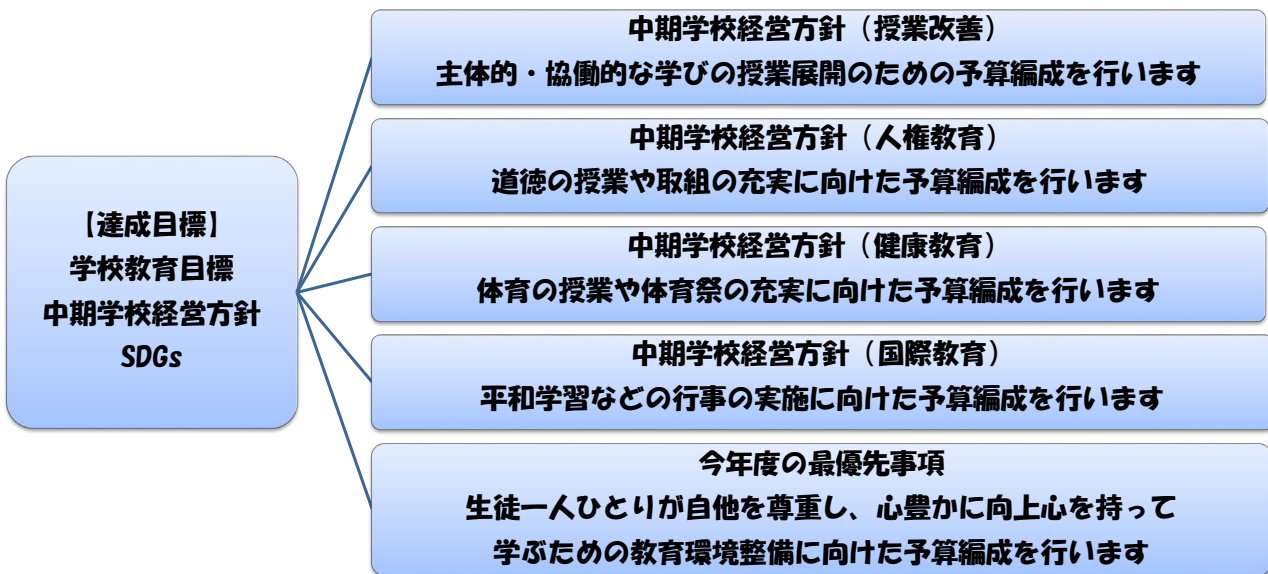 【達成目標】
学校教育目標
中期学校経営方針
SDGs
中期学校経営方針（授業改善）
主体的・協働的な学びの授業展開のための予算編成を行います
中期学校経営方針（人権教育）
道徳の授業や取組の充実に向けた予算編成を行います
中期学校経営方針（健康教育）
体育の授業や体育祭の充実に向けた予算編成を行います
中期学校経営方針（国際教育）
平和学習などの行事の実施に向けた予算編成を行います
今年度の最優先事項
生徒一人ひとりが自他を尊重し、心豊かに向上心を持って
学ぶための教育環境整備に向けた予算編成を行います